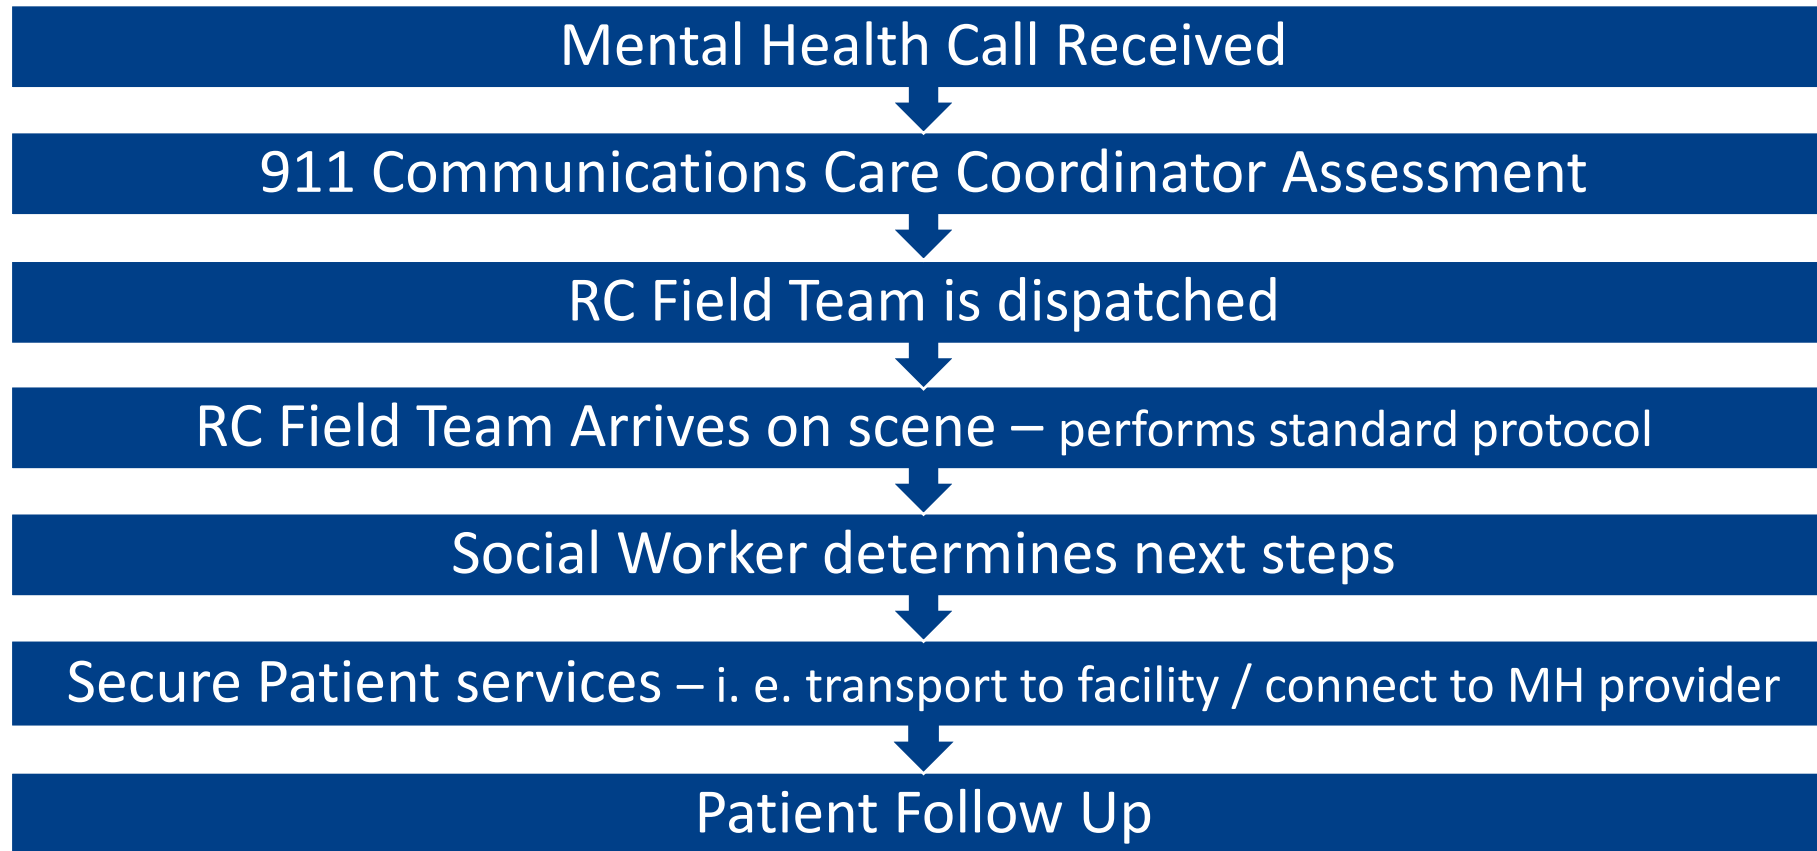 Mental Health Call Received
911 Communications Care Coordinator Assessment
RC Field Team is dispatched
RC Field Team Arrives on scene – performs standard protocol
Social Worker determines next steps
Secure Patient services – i. e. transport to facility / connect to MH provider
Patient Follow Up